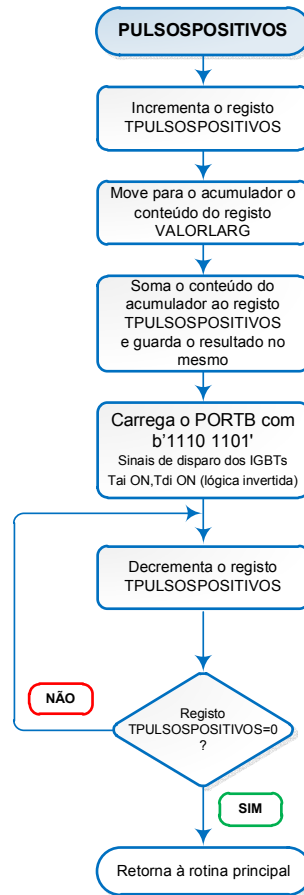 PULSOSPOSITIVOS
Incrementa o registo
TPULSOSPOSITIVOS
Move para o acumulador o
conteúdo do registo
VALORLARG
Soma o conteúdo do
acumulador ao registo
TPULSOSPOSITIVOS
e guarda o resultado no
mesmo
Carrega o PORTB com
b'1110 1101'
Sinais de disparo dos IGBTs
Tai ON,Tdi ON (lógica invertida)
Decrementa o registo
TPULSOSPOSITIVOS
NÃO
Registo
TPULSOSPOSITIVOS=0
?
SIM
Retorna à rotina principal